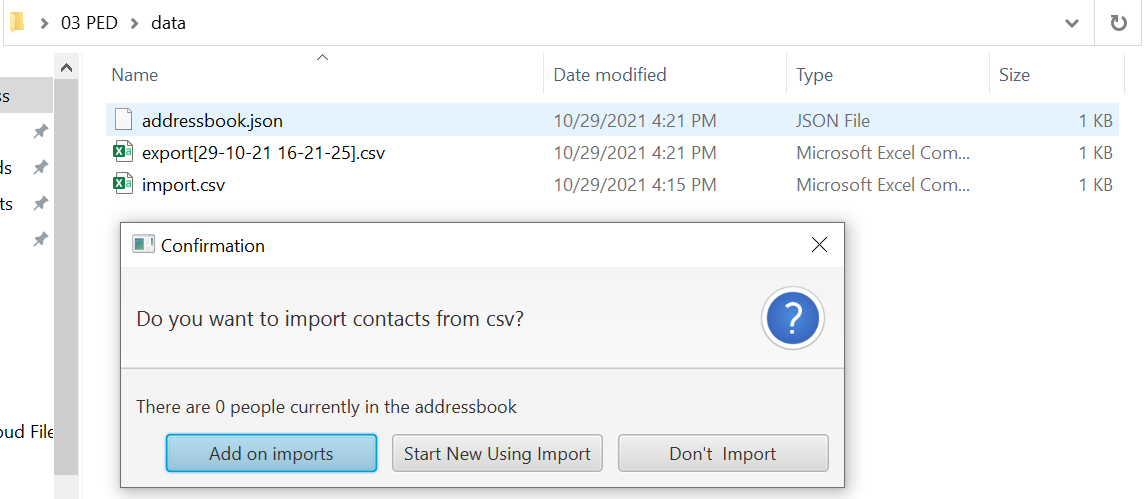 03 PED data
Name Date modified Type Size
ss
addressbook.json 10/29/2021 4:21 PM JSON File 1 KB
export[29-10-21 16-21-25].csv 10/29/2021 4:21 PM Microsoft Excel Com... 1 KB
ds
import.csv 10/29/2021 4:15 PM Microsoft Excel Com... 1 KB
ts
Confirmation
Do you want to import contacts from csv?
?
There are 0 people currently in the addressbook
oud File
Add on imports Start New Using Import Don't Import